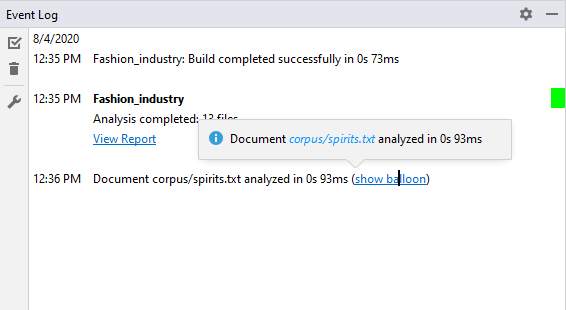 Event Log
8/4/2020
12:35 PM Fashion_industry: Build completed successfully in 0s 73ms
12:35 PM Fashion_industry
Analysis completed: 13 files
View Report
Document corpus/spirits.txt analyzed in 0s 93ms
12:36 PM Document corpus/spirits.txt analyzed in 0s 93ms (show balloon)